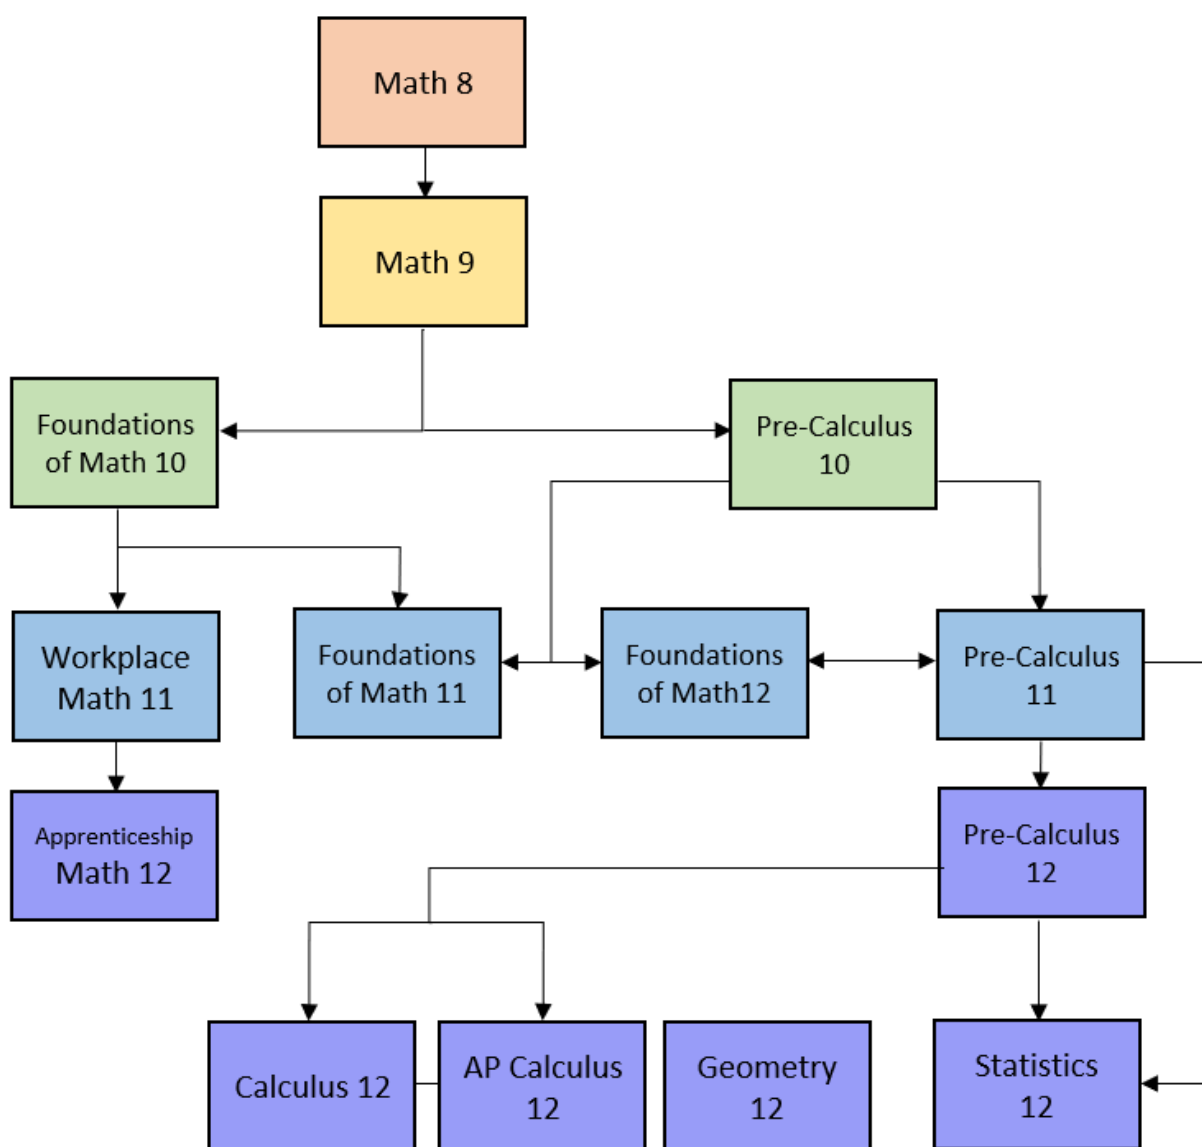 Math 8
Math 9
Foundations
of Math 10
Pre-Calculus
10
Workplace
Math 11
Foundations
of Math 11
Foundations
of Math12
Pre-Calculus
11
Apprenticeship
Math 12
Pre-Calculus
12
Calculus 12
AP Calculus
12
Geometry
12
Statistics
12